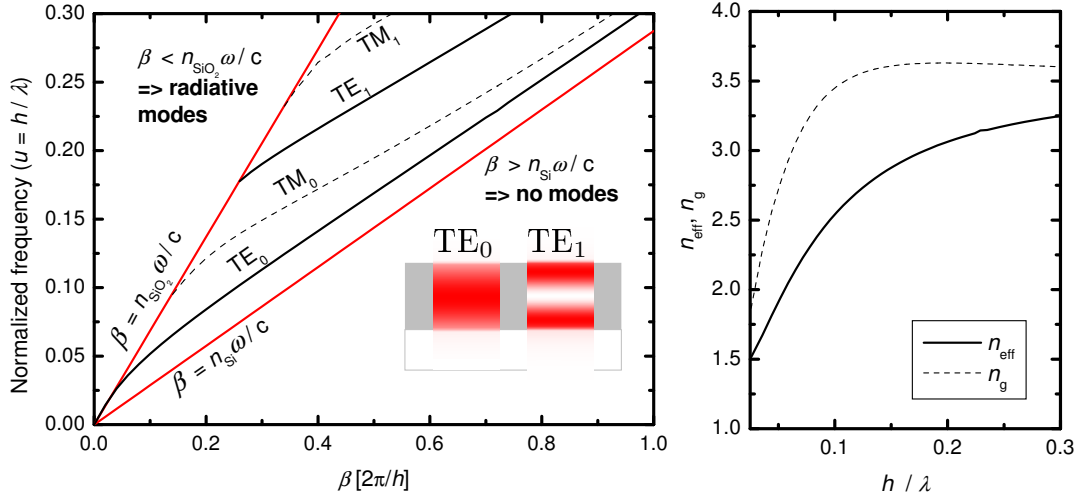 0.30
0.25
0.20
0.15
0.10
0.05
0.00
Normalized frequency (u = h / λ)
β < n_SiO₂ ω / c
=> radiative
modes
TM₁
TE₁
TM₀
TE₀
β > n_Si ω / c
=> no modes
β = n_SiO₂ ω / c
β = n_Si ω / c
TE₀ TE₁
0.0 0.2 0.4 0.6 0.8 1.0
β [2π/h]
4.0
3.5
3.0
2.5
2.0
1.5
1.0
n_eff, n_g
n_eff
n_g
0.1 0.2 0.3
h / λ